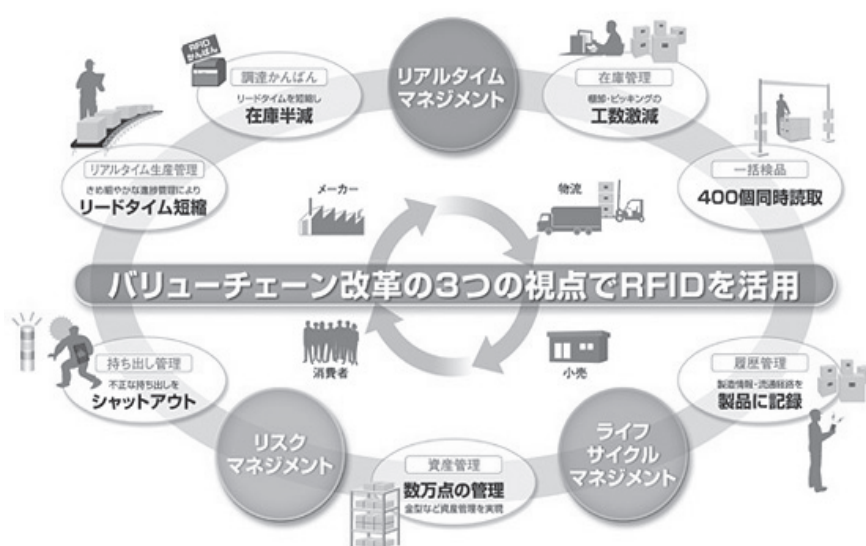 RFID
かんばん
調達かんばん
リードタイムを短縮し
在庫半減
リアルタイム
マネジメント
在庫管理
棚卸・ピッキングの
工数激減
リアルタイム生産管理
きめ細やかな進捗管理により
リードタイム短縮
一括検品
400個同時読取
メーカー
物流
バリューチェーン改革の3つの視点でRFIDを活用
消費者
小売
持ち出し管理
不正な持ち出しを
シャットアウト
履歴管理
製造情報・流通経路を
製品に記録
リスク
マネジメント
ライフ
サイクル
マネジメント
資産管理
数万点の管理
金型など資産管理を実現